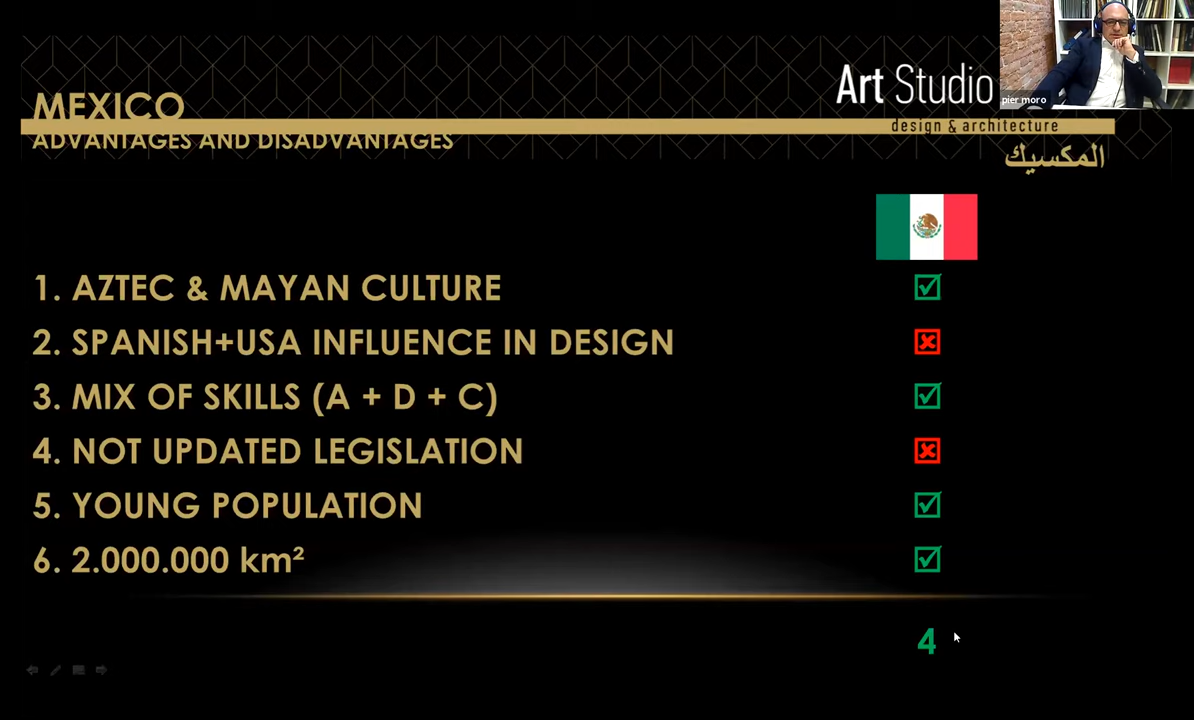 MEXICO
ADVANTAGES AND DISADVANTAGES
Art Studio
design & architecture
pier moro
المكسيك
1. AZTEC & MAYAN CULTURE
2. SPANISH+USA INFLUENCE IN DESIGN
3. MIX OF SKILLS (A + D + C)
4. NOT UPDATED LEGISLATION
5. YOUNG POPULATION
6. 2.000.000 km²
4